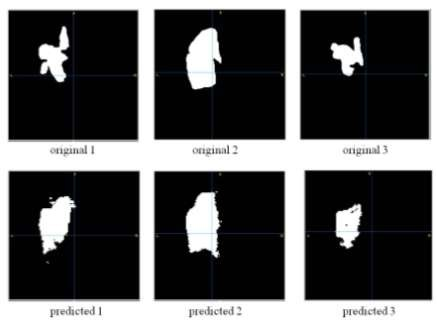 original 1
original 2
original 3
predicted 1
predicted 2
predicted 3